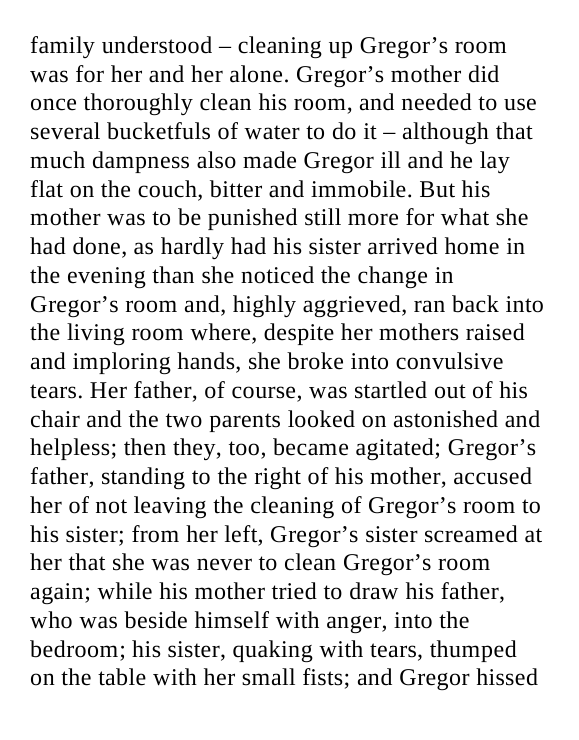 family understood – cleaning up Gregor’s room
was for her and her alone. Gregor’s mother did
once thoroughly clean his room, and needed to use
several bucketfuls of water to do it – although that
much dampness also made Gregor ill and he lay
flat on the couch, bitter and immobile. But his
mother was to be punished still more for what she
had done, as hardly had his sister arrived home in
the evening than she noticed the change in
Gregor’s room and, highly aggrieved, ran back into
the living room where, despite her mothers raised
and imploring hands, she broke into convulsive
tears. Her father, of course, was startled out of his
chair and the two parents looked on astonished and
helpless; then they, too, became agitated; Gregor’s
father, standing to the right of his mother, accused
her of not leaving the cleaning of Gregor’s room to
his sister; from her left, Gregor’s sister screamed at
her that she was never to clean Gregor’s room
again; while his mother tried to draw his father,
who was beside himself with anger, into the
bedroom; his sister, quaking with tears, thumped
on the table with her small fists; and Gregor hissed